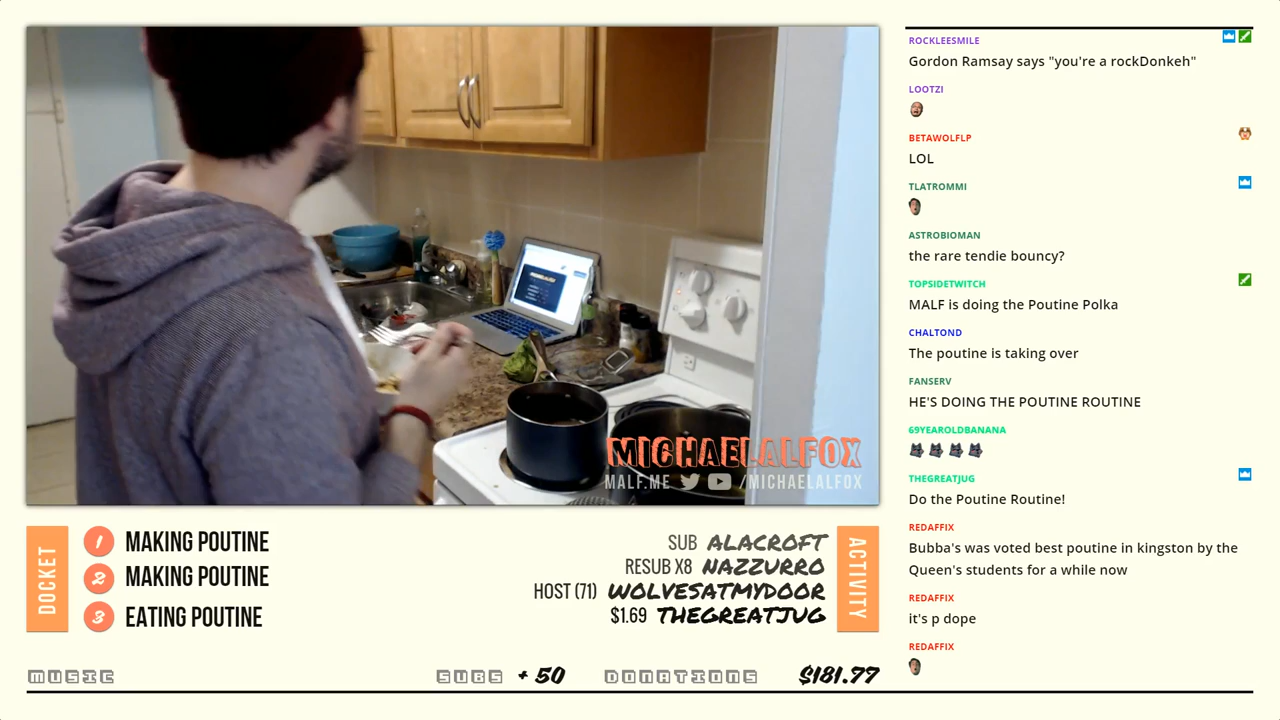 MICHAELALFOX
MALF.ME /MICHAELALFOX
DOCKET
1 MAKING POUTINE
2 MAKING POUTINE
3 EATING POUTINE
SUB ALACROFT
RESUB X8 NAZZURRO
HOST (71) WOLVESATMYDOOR
$1.69 THEGREATJUG
ACTIVITY
MUSIC
SUBS + 50
DONATIONS $181.77
ROCKLEESMILE
Gordon Ramsay says "you're a rockDonkeh"
LOOTZI
BETAWOLFLP
LOL
TLATROMMI
ASTROBIOMAN
the rare tendie bouncy?
TOPSIDETWITCH
MALF is doing the Poutine Polka
CHALTOND
The poutine is taking over
FANSERV
HE'S DOING THE POUTINE ROUTINE
69YEAROLDBANANA
THEGREATJUG
Do the Poutine Routine!
REDAFFIX
Bubba's was voted best poutine in kingston by the
Queen's students for a while now
REDAFFIX
it's p dope
REDAFFIX